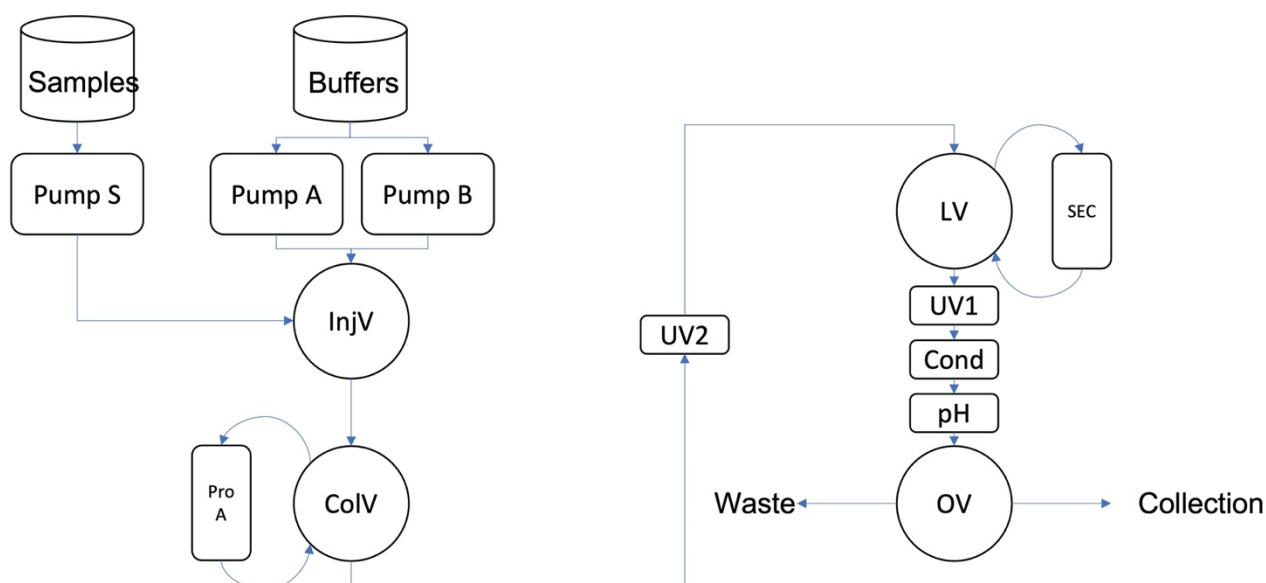 Samples
Buffers
Pump S
Pump A
Pump B
InjV
Pro
A
ColV
UV2
LV
SEC
UV1
Cond
pH
OV
Waste
Collection